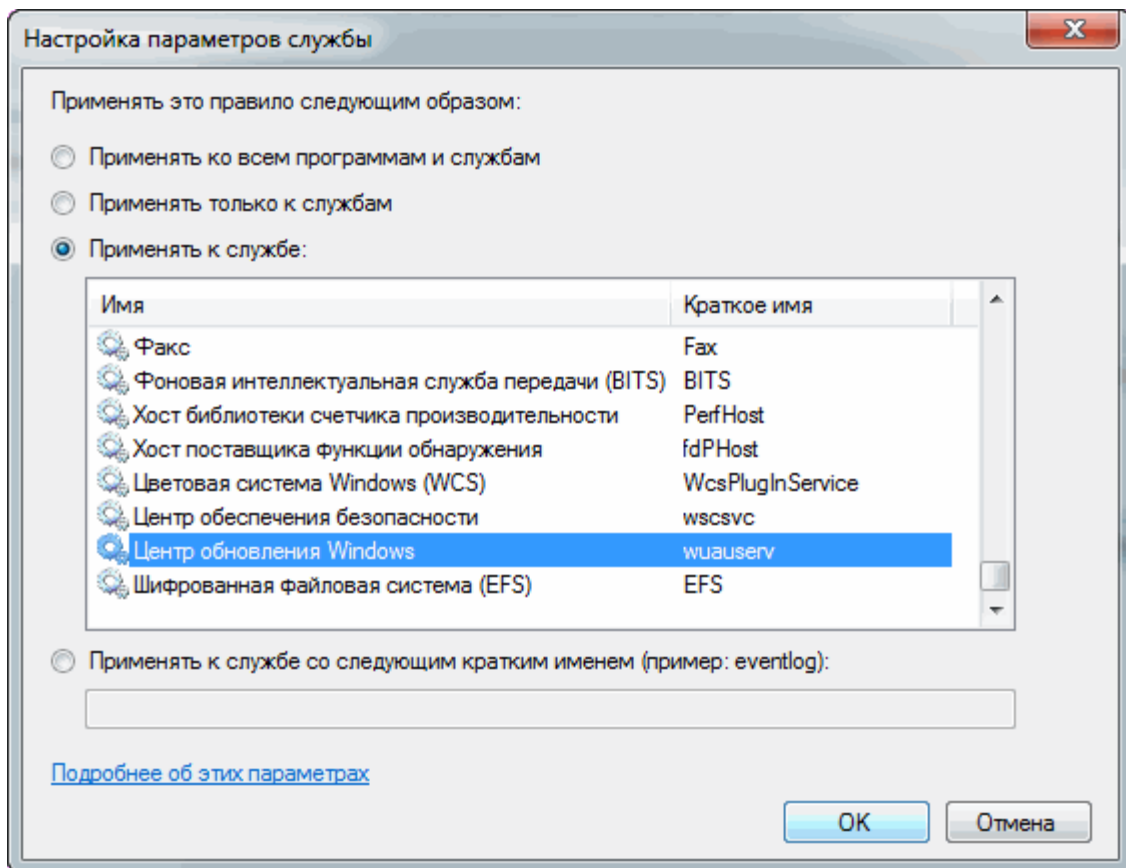 Настройка параметров службы
Применять это правило следующим образом:
Применять ко всем программам и службам
Применять только к службам
Применять к службе:
Имя Краткое имя
Факс Fax
Фоновая интеллектуальная служба передачи (BITS) BITS
Хост библиотеки счетчика производительности PerfHost
Хост поставщика функции обнаружения fdPHost
Цветовая система Windows (WCS) WcsPlugInService
Центр обеспечения безопасности wscsvc
Центр обновления Windows wuauserv
Шифрованная файловая система (EFS) EFS
Применять к службе со следующим кратким именем (пример: eventlog):
Подробнее об этих параметрах
OK Отмена